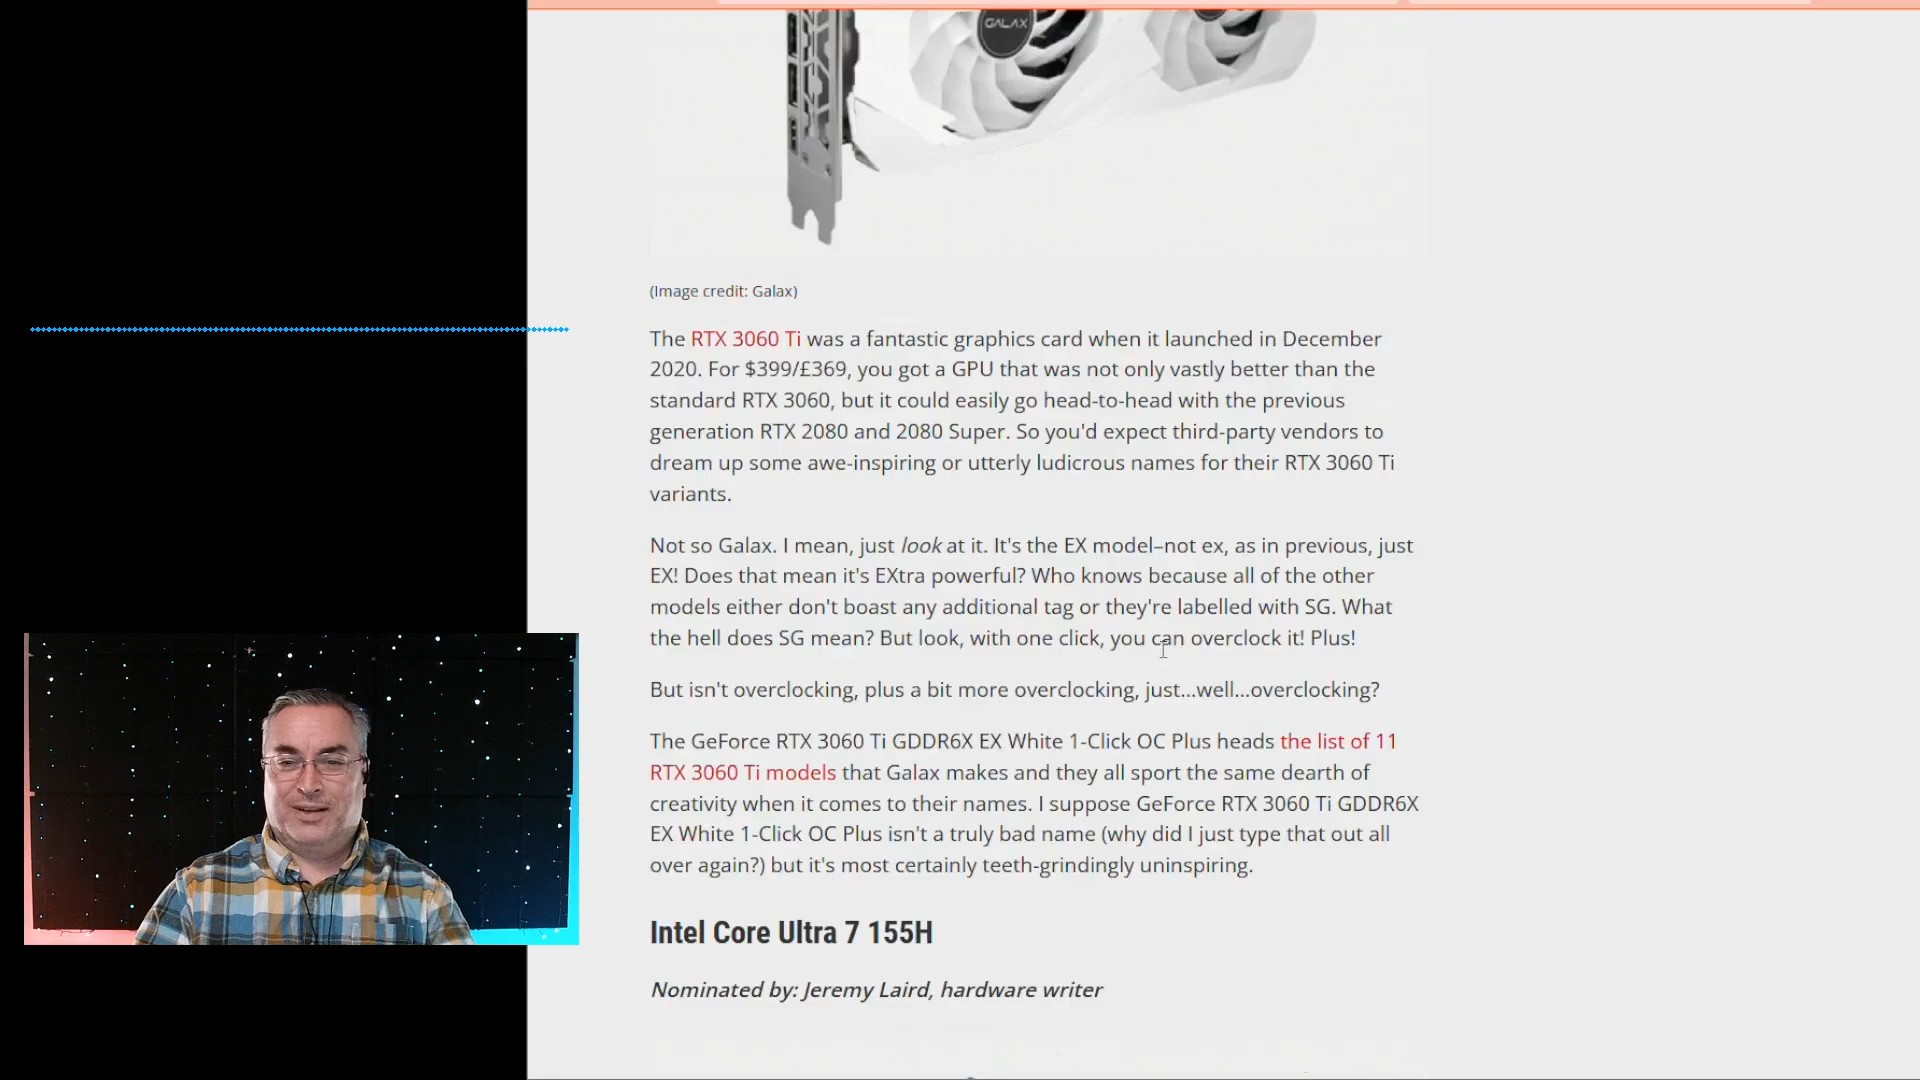 GALAX
(Image credit: Galax)
The RTX 3060 Ti was a fantastic graphics card when it launched in December
2020. For $399/£369, you got a GPU that was not only vastly better than the
standard RTX 3060, but it could easily go head-to-head with the previous
generation RTX 2080 and 2080 Super. So you'd expect third-party vendors to
dream up some awe-inspiring or utterly ludicrous names for their RTX 3060 Ti
variants.
Not so Galax. I mean, just look at it. It's the EX model–not ex, as in previous, just
EX! Does that mean it's EXtra powerful? Who knows because all of the other
models either don't boast any additional tag or they're labelled with SG. What
the hell does SG mean? But look, with one click, you can overclock it! Plus!
But isn't overclocking, plus a bit more overclocking, just...well...overclocking?
The GeForce RTX 3060 Ti GDDR6X EX White 1-Click OC Plus heads the list of 11
RTX 3060 Ti models that Galax makes and they all sport the same dearth of
creativity when it comes to their names. I suppose GeForce RTX 3060 Ti GDDR6X
EX White 1-Click OC Plus isn't a truly bad name (why did I just type that out all
over again?) but it's most certainly teeth-grindingly uninspiring.
Intel Core Ultra 7 155H
Nominated by: Jeremy Laird, hardware writer